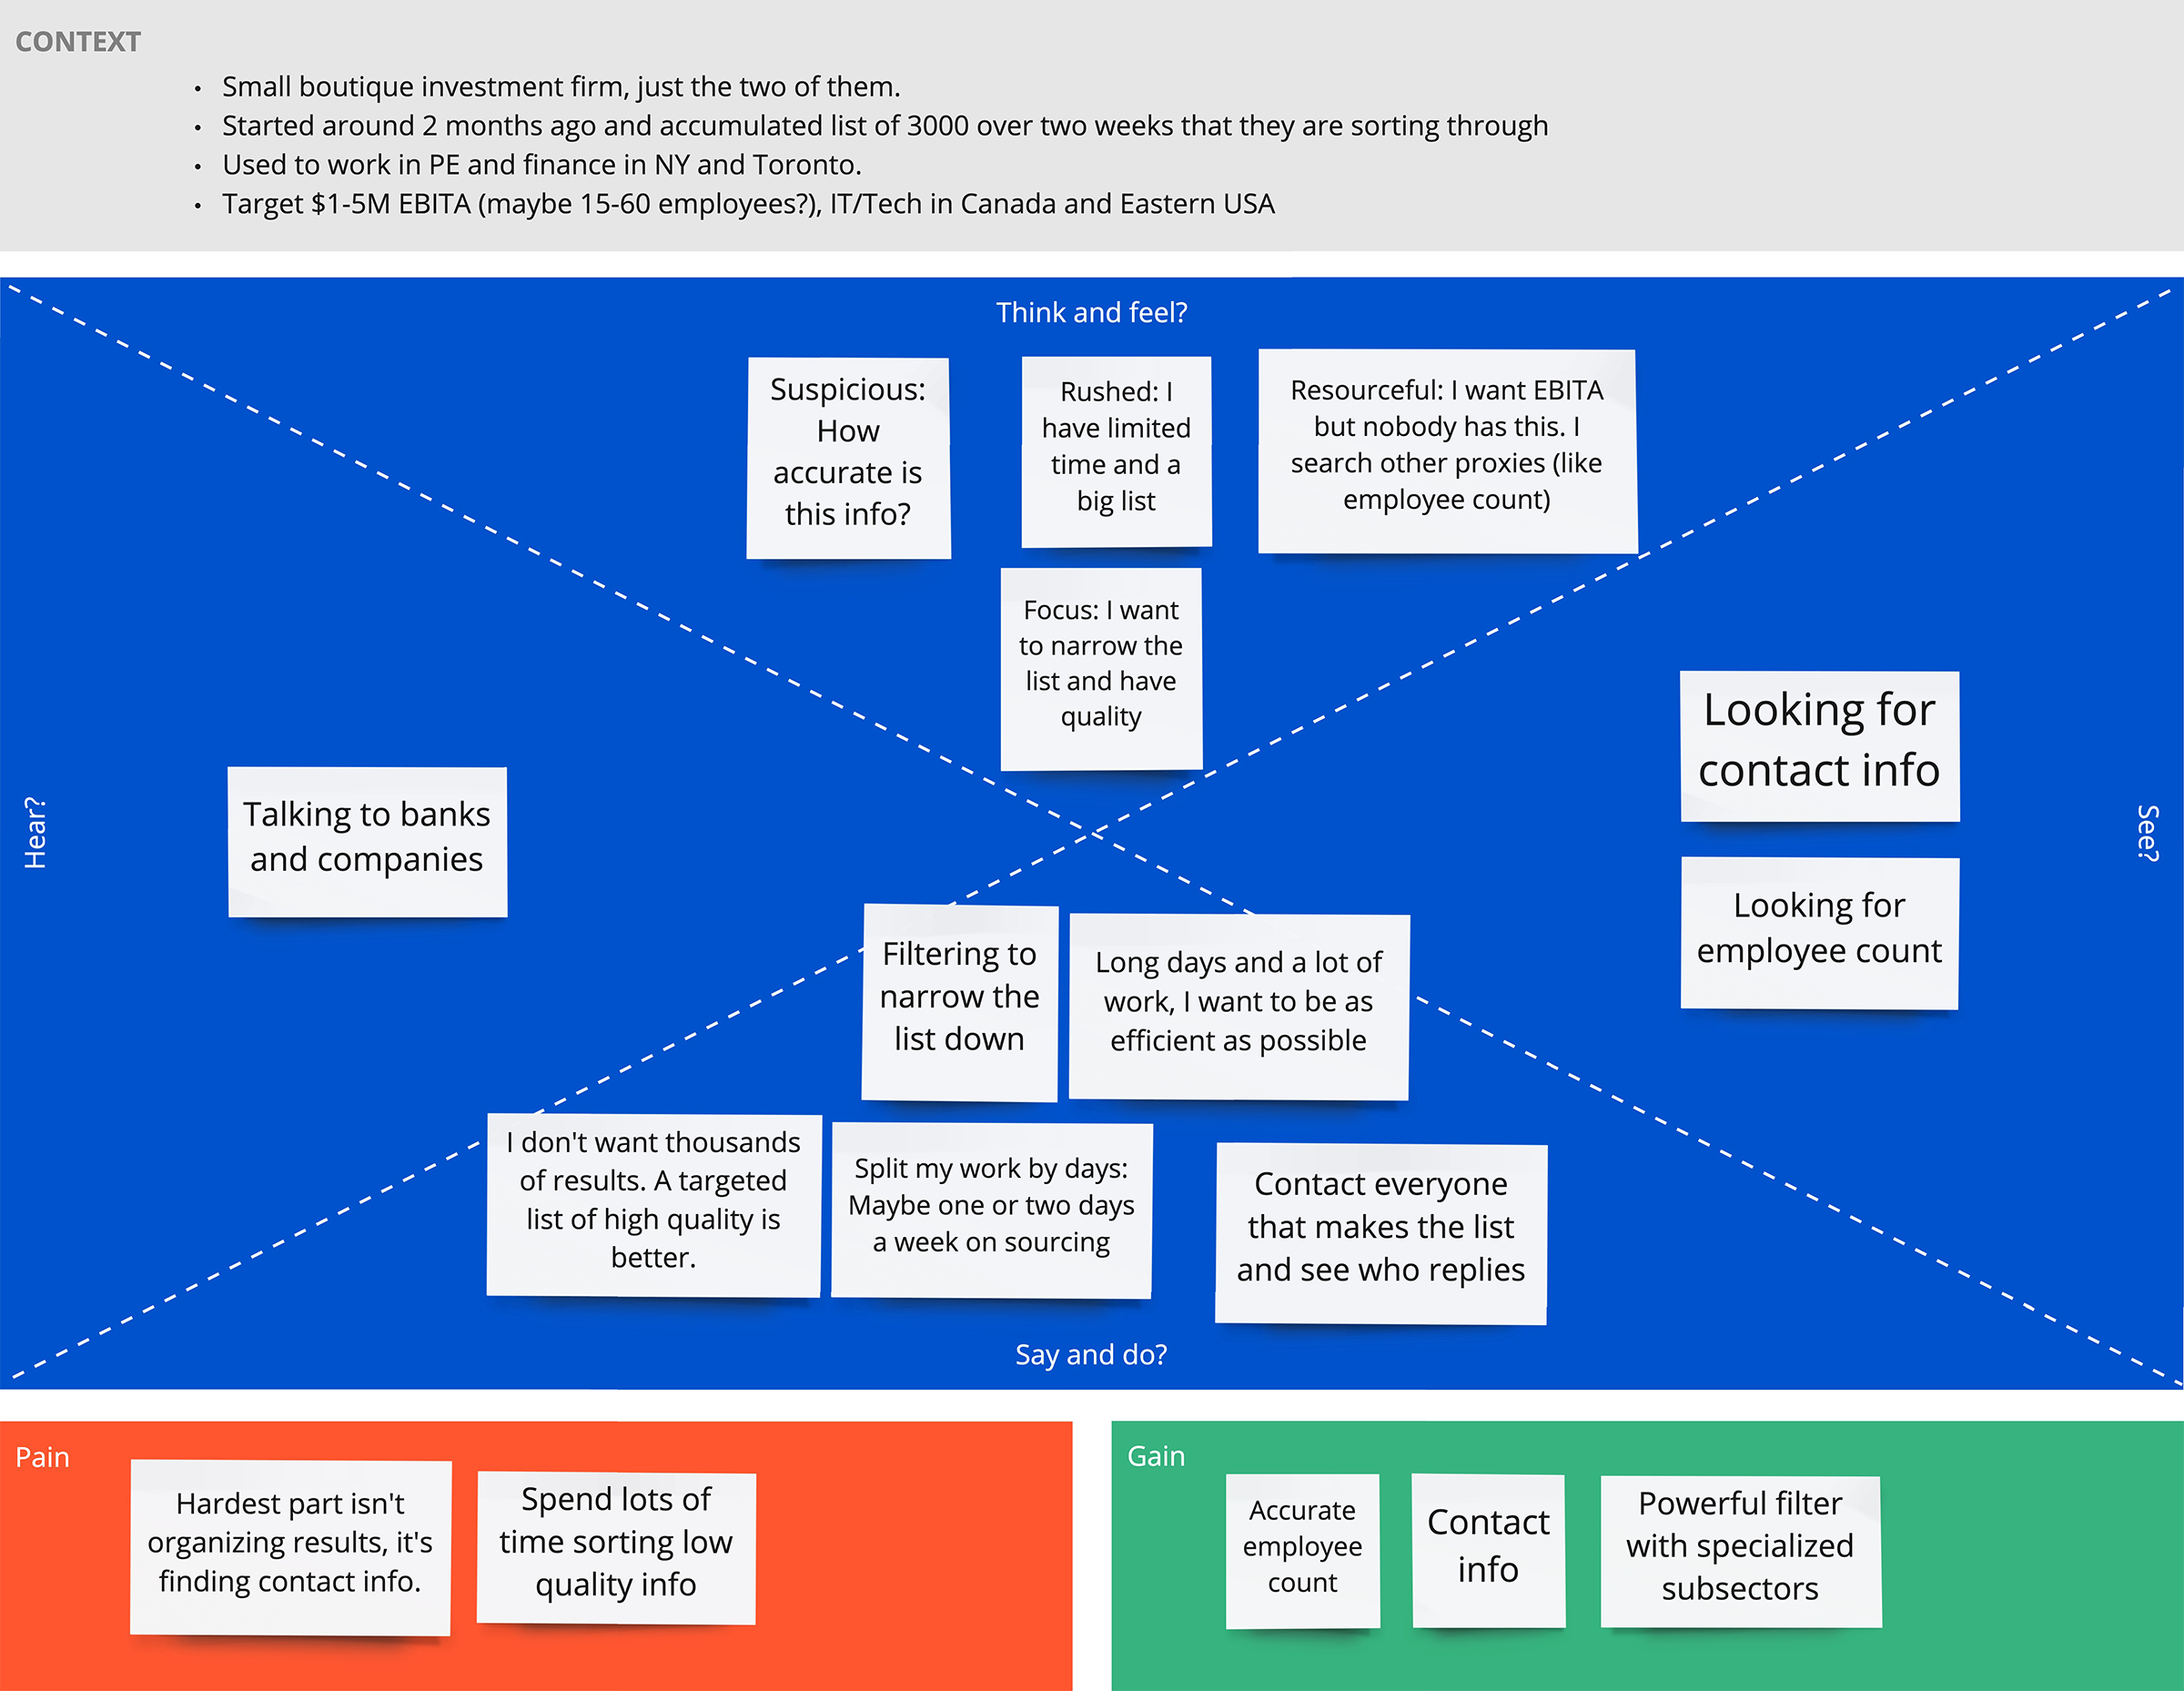 CONTEXT
• Small boutique investment firm, just the two of them.
• Started around 2 months ago and accumulated list of 3000 over two weeks that they are sorting through
• Used to work in PE and finance in NY and Toronto.
• Target $1-5M EBITA (maybe 15-60 employees?), IT/Tech in Canada and Eastern USA
Think and feel?
Suspicious:
How
accurate is
this info?
Rushed: I
have limited
time and a
big list
Resourceful: I want EBITA
but nobody has this. I
search other proxies (like
employee count)
Focus: I want
to narrow the
list and have
quality
Hear?
Talking to banks
and companies
Looking for
contact info
Looking for
employee count
See?
Filtering to
narrow the
list down
Long days and a lot of
work, I want to be as
efficient as possible
I don't want thousands
of results. A targeted
list of high quality is
better.
Split my work by days:
Maybe one or two days
a week on sourcing
Contact everyone
that makes the list
and see who replies
Say and do?
Pain
Hardest part isn't
organizing results, it's
finding contact info.
Spend lots of
time sorting low
quality info
Gain
Accurate
employee
count
Contact
info
Powerful filter
with specialized
subsectors